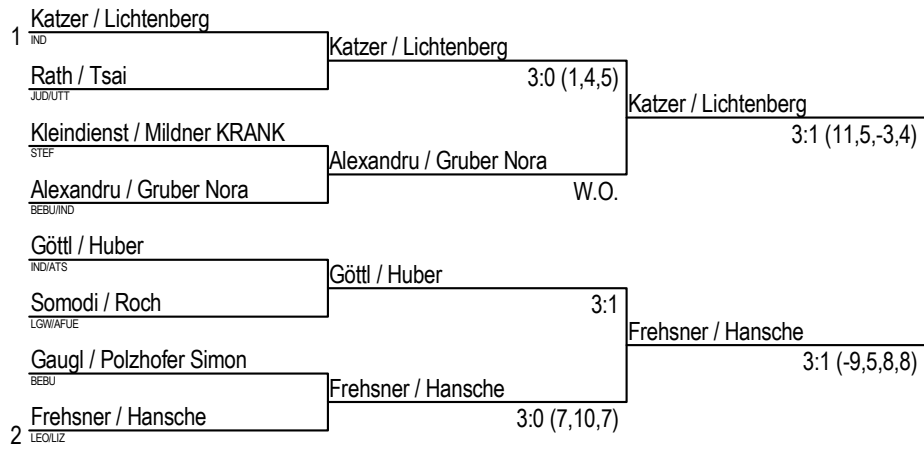 Katzer / Lichtenberg
1
IND
Katzer / Lichtenberg
Rath / Tsai
3:0 (1,4,5)
JUD/UTT
Katzer / Lichtenberg
Kleindienst / Mildner KRANK
3:1 (11,5,-3,4)
STEF
Alexandru / Gruber Nora
Alexandru / Gruber Nora
W.O.
BEBU/IND
Göttl / Huber
IND/ATS
Göttl / Huber
Somodi / Roch
3:1
LGW/AFUE
Frehsner / Hansche
Gaugl / Polzhofer Simon
3:1 (-9,5,8,8)
BEBU
Frehsner / Hansche
Frehsner / Hansche
3:0 (7,10,7)
2
LEO/LIZ